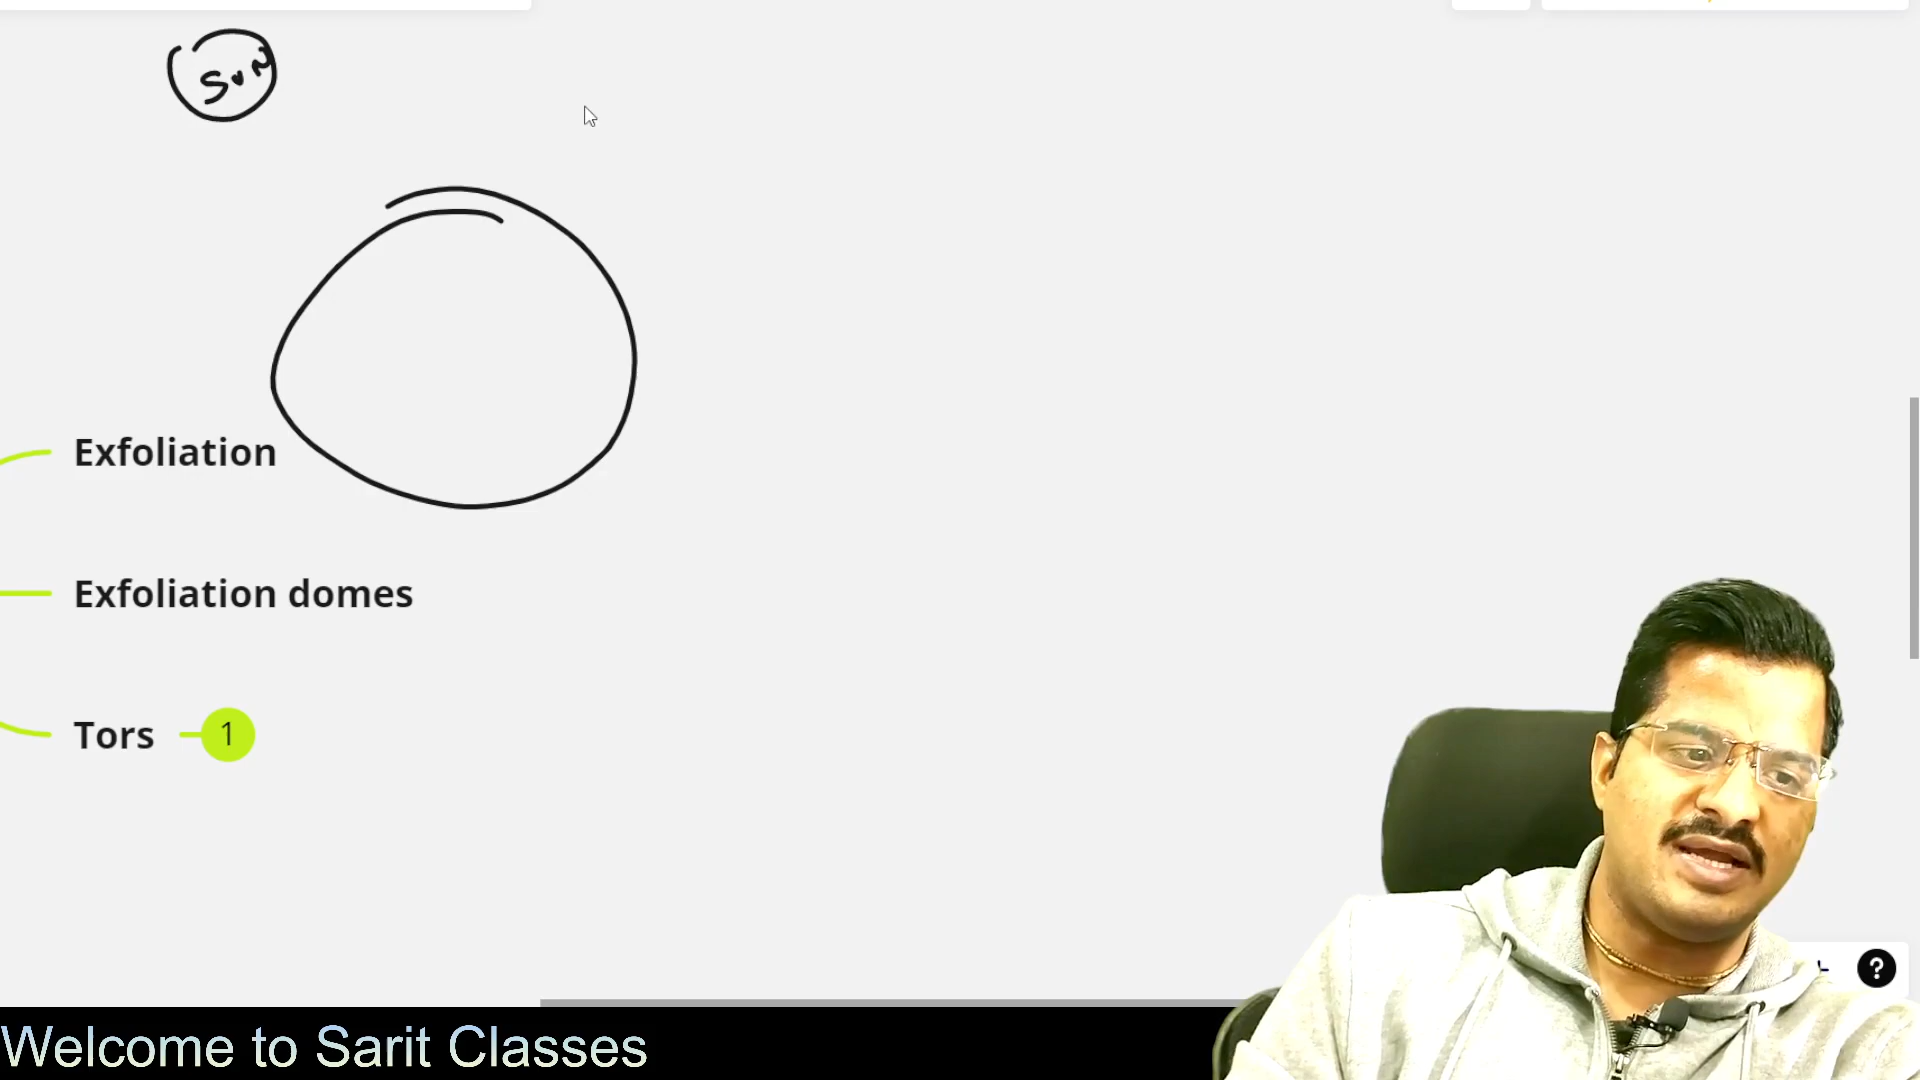 SUN
Exfoliation
Exfoliation domes
Tors 1
?
Welcome to Sarit Classes